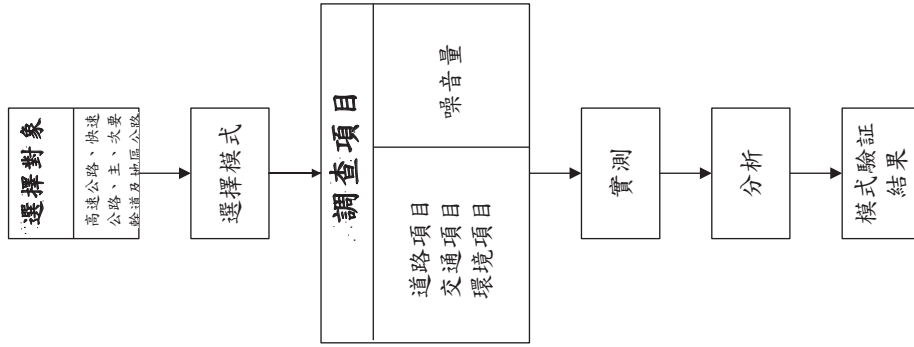 選擇對象
高速公路、快速
公路、主、次要
幹道及地區公路
選擇模式
調查項目
道路項目
交通項目
環境項目
噪音量
實測
分析
模式驗証
結果